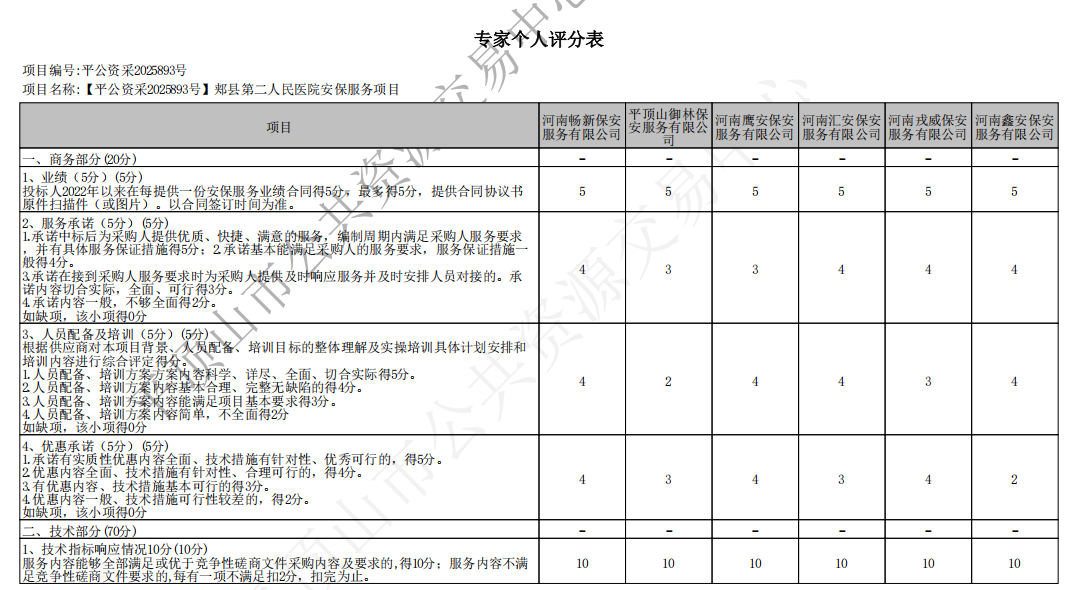 专家个人评分表
项目编号:平公资采2025893号
项目名称:【平公资采2025893号】郏县第二人民医院安保服务项目
项目 河南畅新保安服务有限公司 平顶山御林保安服务有限公司 河南鹰安保安服务有限公司 河南汇安保安服务有限公司 河南戎威保安服务有限公司 河南鑫安保安服务有限公司
一、商务部分(20分) - - - - - -
1、业绩（5分）(5分)
投标人2022年以来在每提供一份安保服务业绩合同得5分，最多得5分，提供合同协议书
原件扫描件（或图片）。以合同签订时间为准。
5 5 5 5 5 5
2、服务承诺（5分）(5分)
1.承诺中标后为采购人提供优质、快捷、满意的服务，编制周期内满足采购人服务要求
，并有具体服务保证措施得5分；2.承诺基本能满足采购人的服务要求，服务保证措施一
般得4分。
3.承诺在接到采购人服务要求时为采购人提供及时响应服务并及时安排人员对接的。承
诺内容切合实际，全面、可行得3分。
4.承诺内容一般，不够全面得2分。
如缺项，该小项得0分
4 3 3 4 4 4
3、人员配备及培训（5分）(5分)
根据供应商对本项目背景、人员配备、培训目标的整体理解及实操培训具体计划安排和
培训内容进行综合评定得分。
1.人员配备、培训方案方案内容科学、详尽、全面、切合实际得5分。
2.人员配备、培训方案内容基本合理、完整无缺陷的得4分。
3.人员配备、培训方案内容能满足项目基本要求得3分。
4.人员配备、培训方案内容简单，不全面得2分
如缺项，该小项得0分
4 2 4 4 3 4
4、优惠承诺（5分）(5分)
1.承诺有实质性优惠内容全面、技术措施有针对性、优秀可行的，得5分。
2.优惠内容全面、技术措施有针对性、合理可行的，得4分。
3.有优惠内容、技术措施基本可行的得3分。
4.优惠内容一般、技术措施可行性较差的，得2分。
如缺项，该小项得0分
4 3 4 3 4 2
二、技术部分(70分) - - - - - -
1、技术指标响应情况10分(10分)
服务内容能够全部满足或优于竞争性磋商文件采购内容及要求的,得10分；服务内容不满
足竞争性磋商文件要求的,每有一项不满足扣2分，扣完为止。
10 10 10 10 10 10
平顶山市公共资源交易中心
平顶山市公共资源交易中心